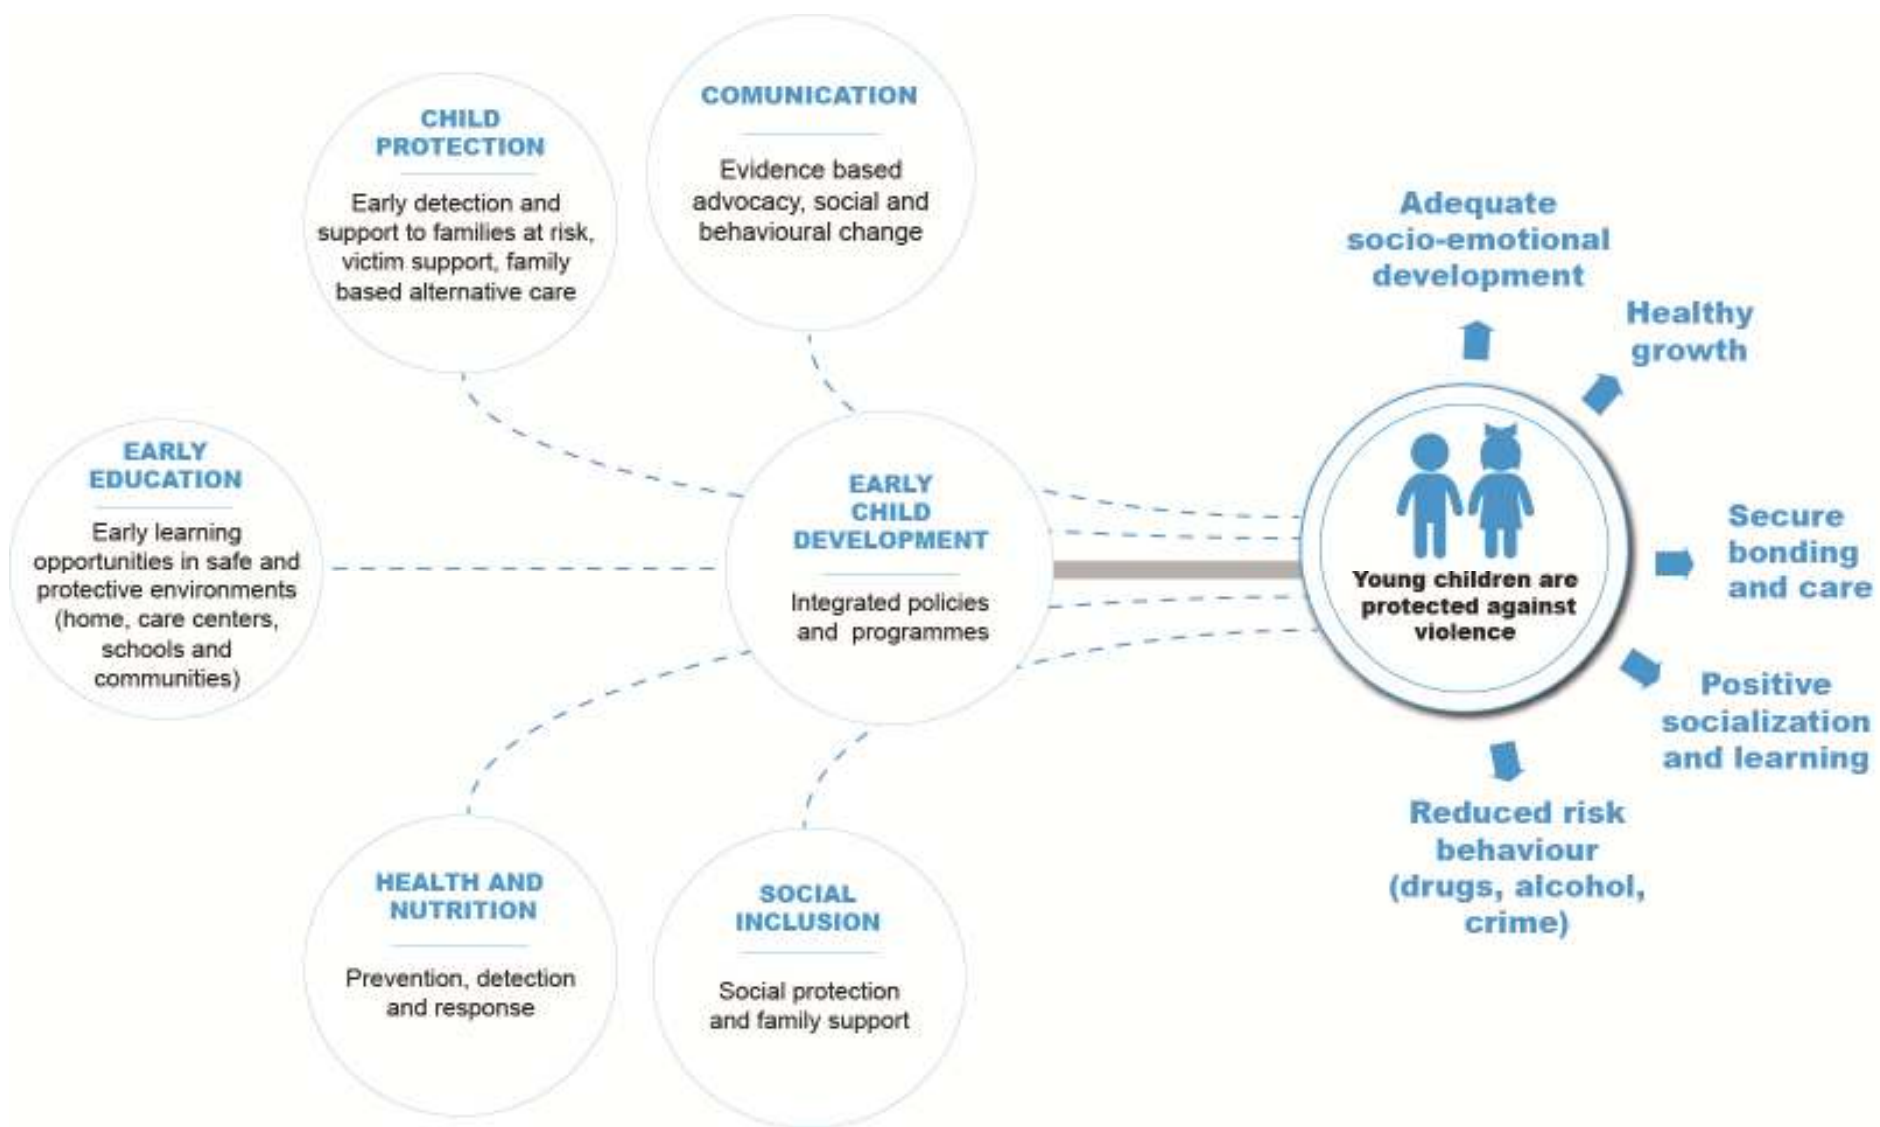 COMUNICATION
Evidence based
advocacy, social and
behavioural change
CHILD
PROTECTION
Early detection and
support to families at risk,
victim support, family
based alternative care
EARLY
EDUCATION
Early learning
opportunities in safe and
protective environments
(home, care centers,
schools and
communities)
EARLY
CHILD
DEVELOPMENT
Integrated policies
and programmes
HEALTH AND
NUTRITION
Prevention, detection
and response
SOCIAL
INCLUSION
Social protection
and family support
Young children are
protected against
violence
Adequate
socio-emotional
development
Healthy
growth
Secure
bonding
and care
Positive
socialization
and learning
Reduced risk
behaviour
(drugs, alcohol,
crime)